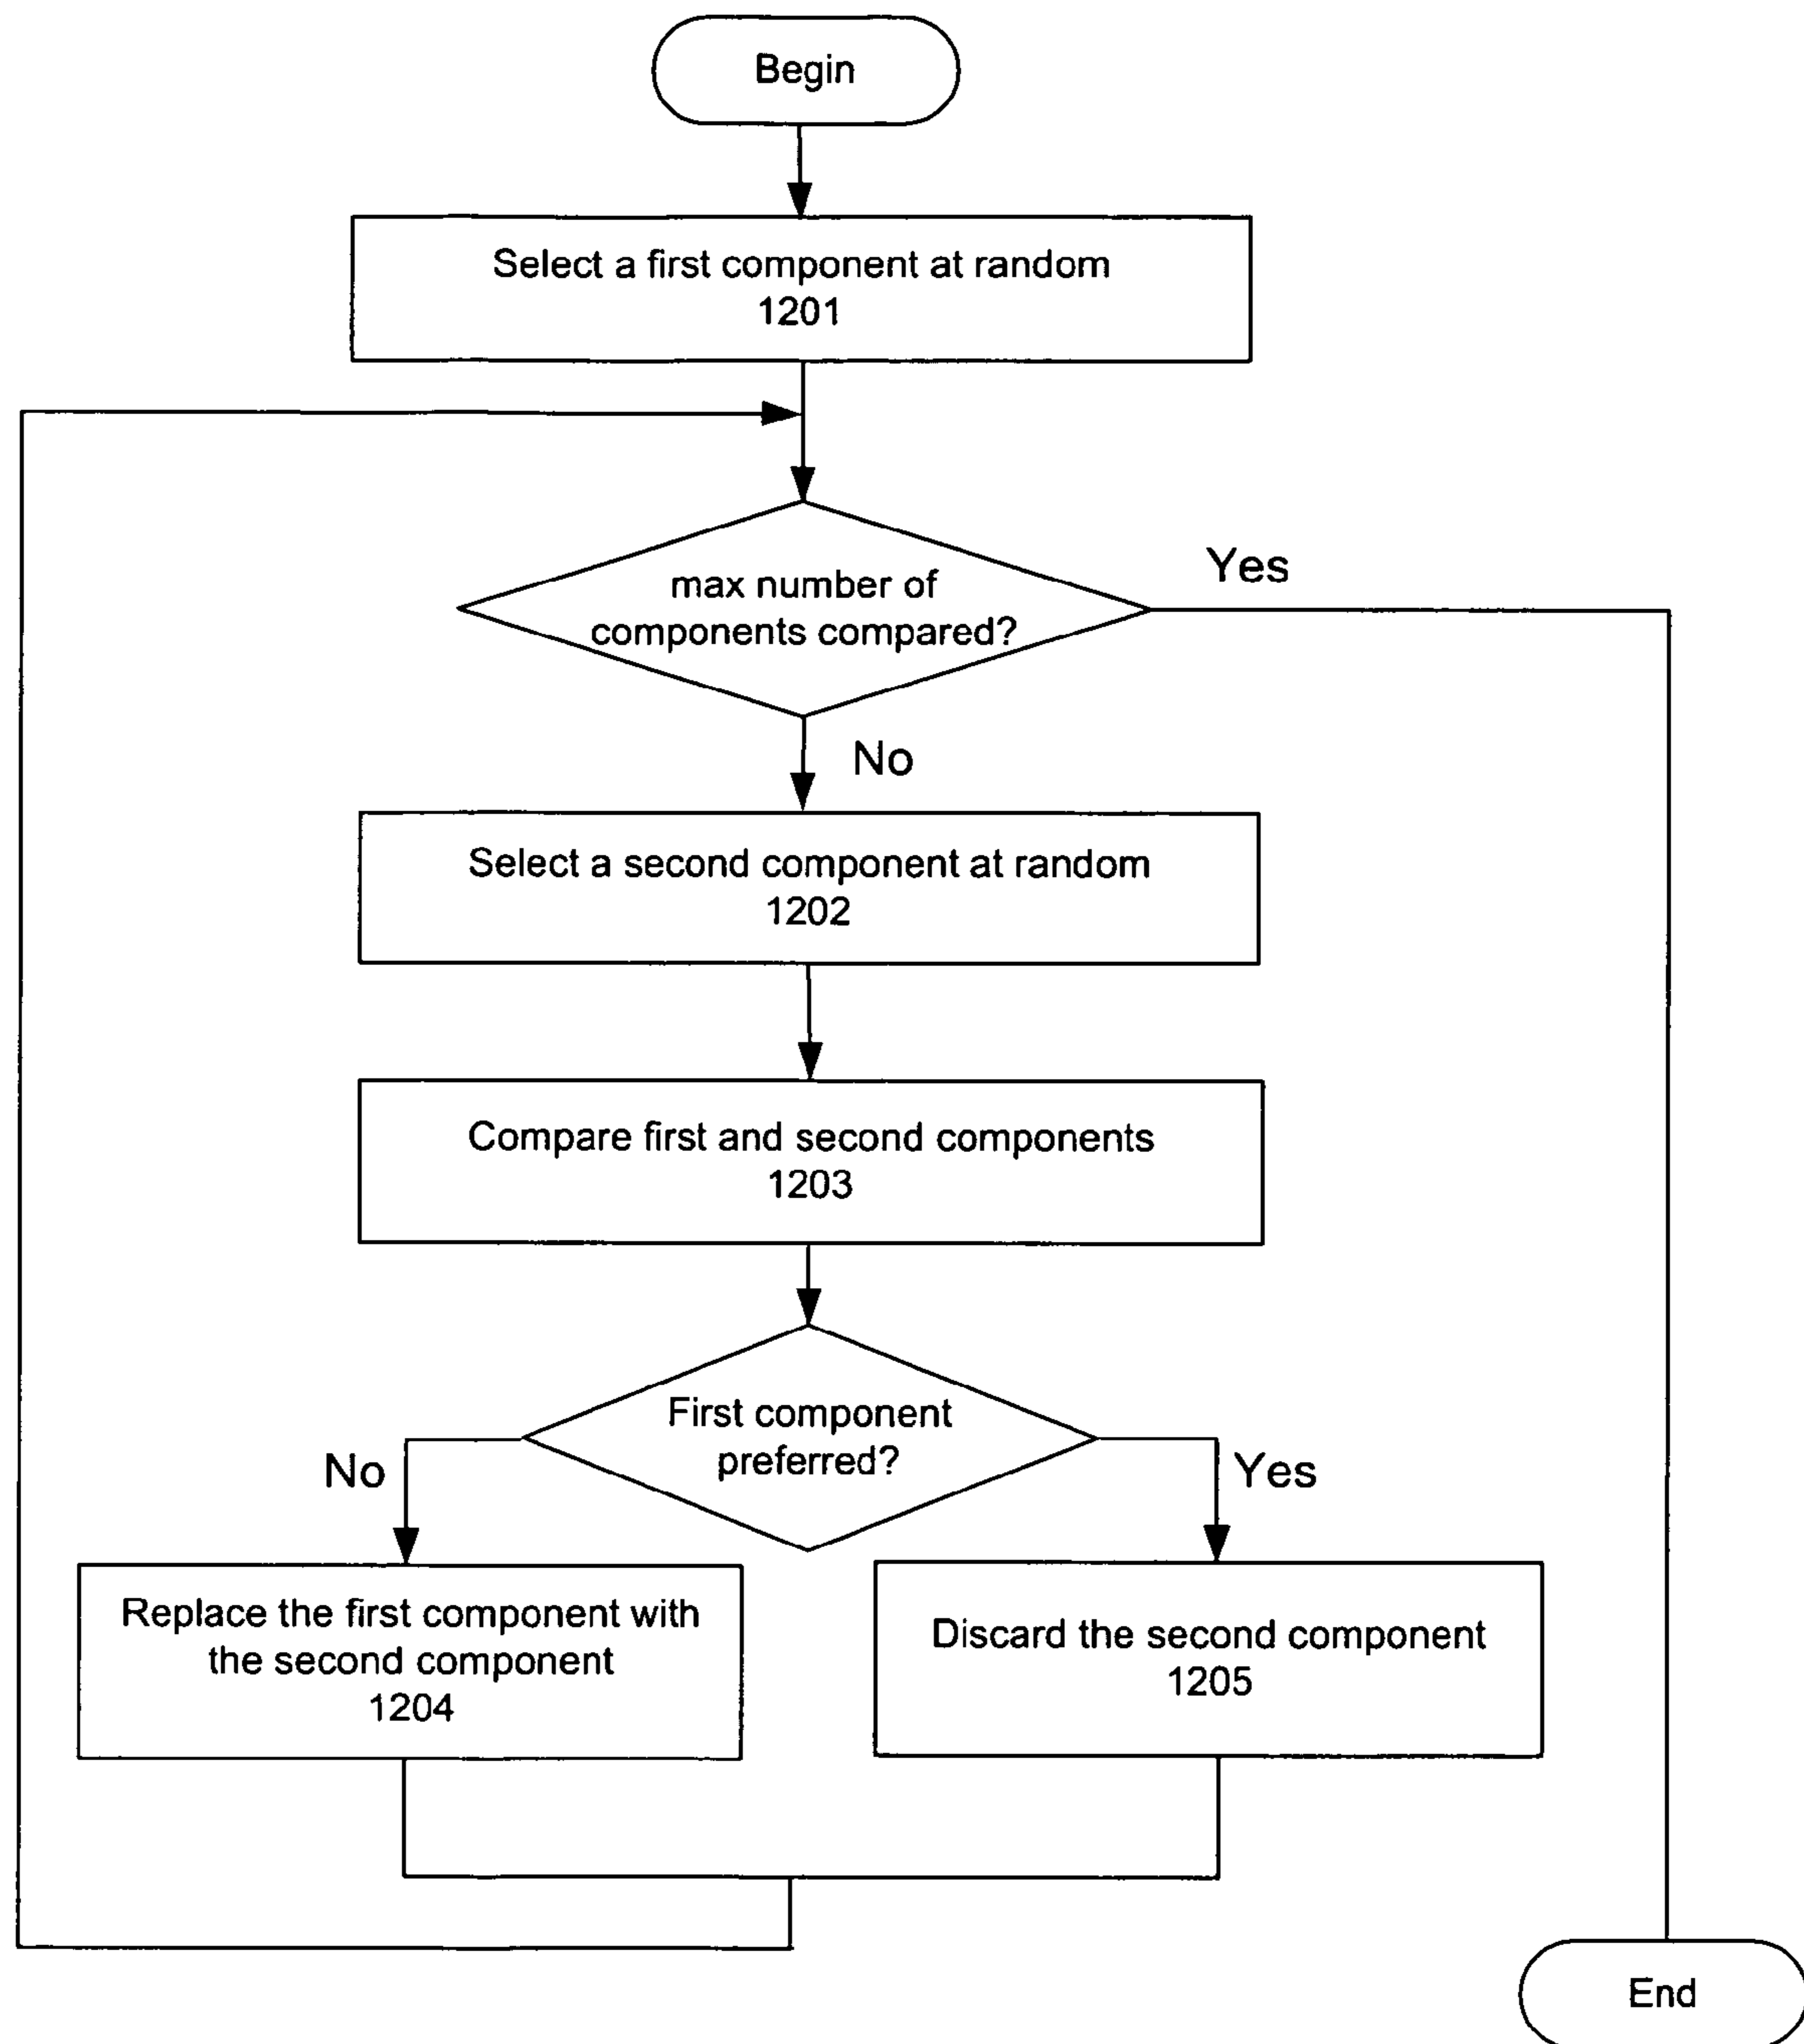 Begin
Select a first component at random
1201
max number of
components compared?
Yes
No
Select a second component at random
1202
Compare first and second components
1203
First component
preferred?
No
Yes
Replace the first component with
the second component
1204
Discard the second component
1205
End